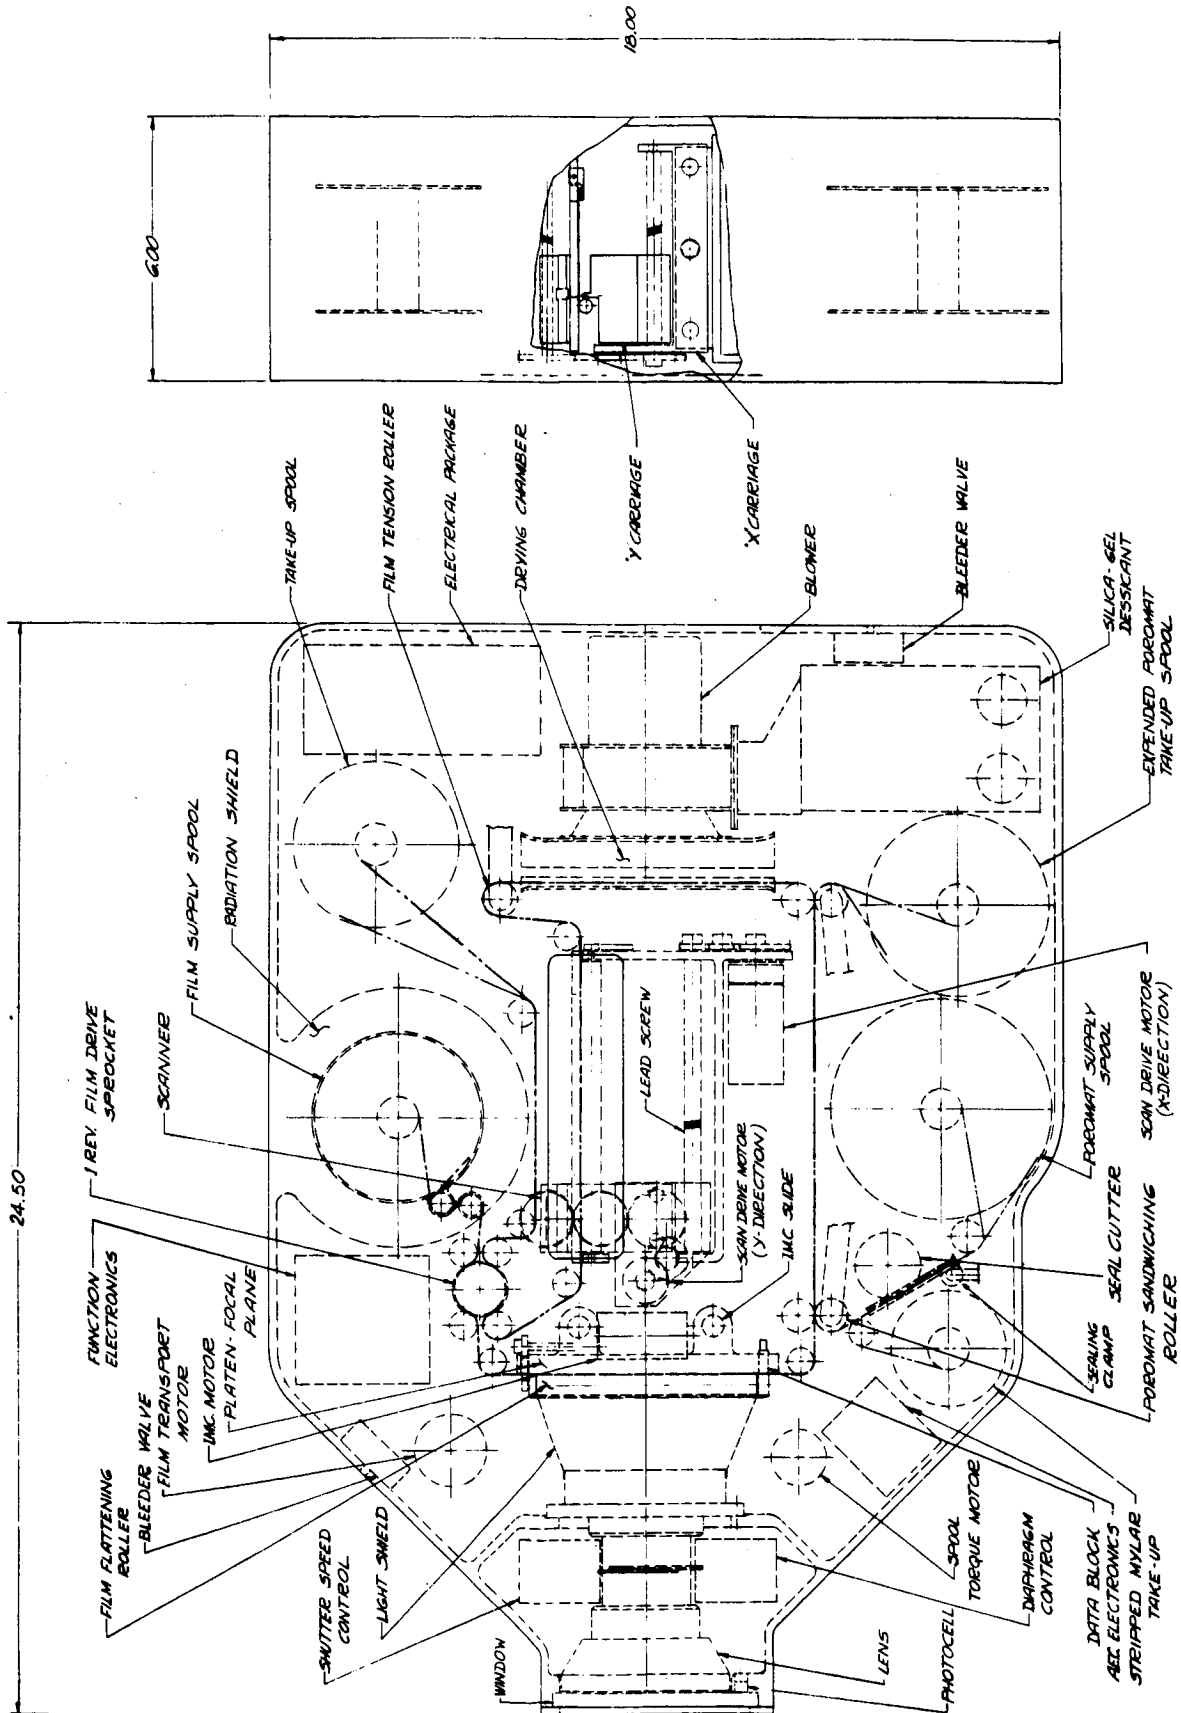 24.50
18.00
6.00
FUNCTION
ELECTRONICS
1 REV. FILM DRIVE
SPROCKET
SCANNER
FILM SUPPLY SPOOL
RADIATION SHIELD
TAKE-UP SPOOL
FILM TENSION ROLLER
ELECTRICAL PACKAGE
DRYING CHAMBER
'Y' CARRIAGE
'X' CARRIAGE
BLOWER
BLEEDER VALVE
SILICA-GEL
DESSICANT
EXPENDED POROMAT
TAKE-UP SPOOL
FILM FLATTENING
ROLLER
BLEEDER VALVE
FILM TRANSPORT
MOTOR
IMC MOTOR
PLATEN-FOCAL
PLANE
SHUTTER SPEED
CONTROL
LIGHT SHIELD
WINDOW
LEAD SCREW
SCAN DRIVE MOTOR
(Y-DIRECTION)
IMC SLIDE
LENS
PHOTOCELL
DIAPHRAGM
CONTROL
SPOOL
TORQUE MOTOR
DATA BLOCK
AEC ELECTRONICS
STRIPPED MYLAR
TAKE-UP
SEALING
CLAMP
POROMAT SANDWICHING
ROLLER
SEAL CUTTER
POROMAT SUPPLY
SPOOL
SCAN DRIVE MOTOR
(X-DIRECTION)